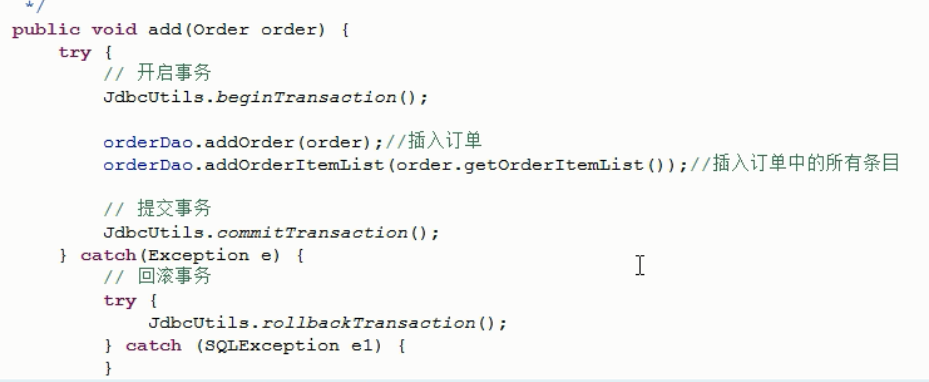 */
public void add(Order order) {
try {
// 开启事务
JdbcUtils.beginTransaction();
orderDao.addOrder(order);//插入订单
orderDao.addOrderItemList(order.getOrderItemList());//插入订单中的所有条目
// 提交事务
JdbcUtils.commitTransaction();
} catch(Exception e) {
// 回滚事务
try {
JdbcUtils.rollbackTransaction();
} catch (SQLException e1) {
}